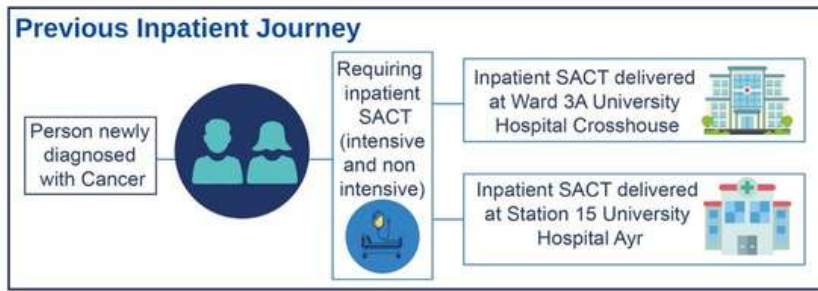 Previous Inpatient Journey
Person newly
diagnosed
with Cancer
Requiring
inpatient
SACT
(intensive
and non
intensive)
Inpatient SACT delivered
at Ward 3A University
Hospital Crosshouse
Inpatient SACT delivered
at Station 15 University
Hospital Ayr